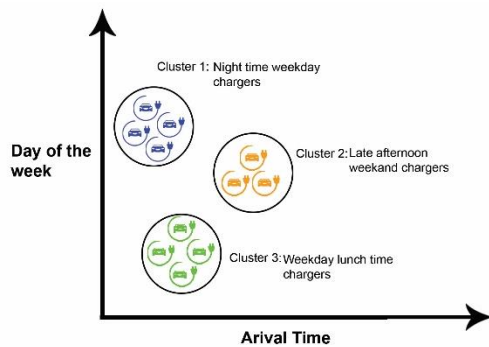 Cluster 1: Night time weekday
chargers
Day of the
week
Cluster 2: Late afternoon
weekand chargers
Cluster 3: Weekday lunch time
chargers
Arival Time